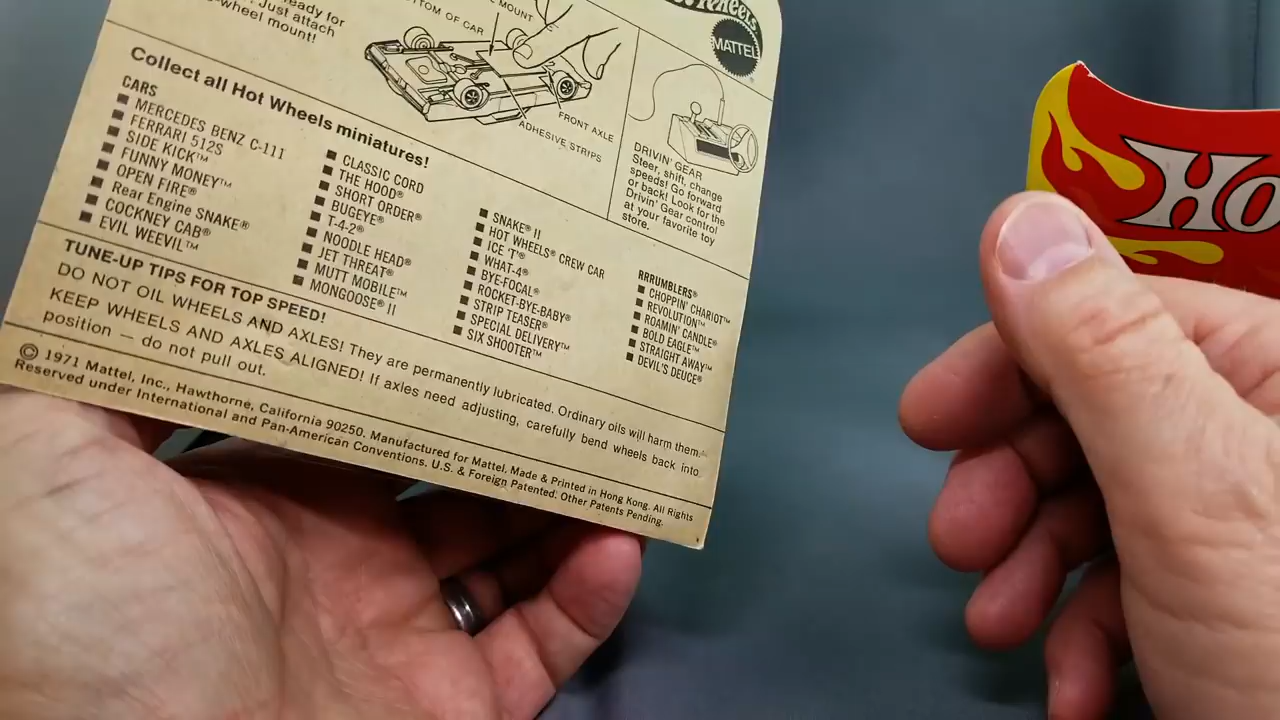 ready for
Just attach
-wheel mount!
BOTTOM OF CAR
MOUNT
FRONT AXLE
ADHESIVE STRIPS
Wheels
MATTEL
DRIVIN' GEAR
Steer, shift, change
speeds! Go forward
or back! Look for the
Drivin' Gear control
at your favorite toy
store.
Collect all Hot Wheels miniatures!
CARS
MERCEDES BENZ C-111
FERRARI 512S
SIDE KICK™
FUNNY MONEY™
OPEN FIRE®
Rear Engine SNAKE®
COCKNEY CAB®
EVIL WEEVIL™
CLASSIC CORD
THE HOOD®
SHORT ORDER®
BUGEYE®
T-4-2®
NOODLE HEAD®
JET THREAT®
MUTT MOBILE™
MONGOOSE® II
SNAKE® II
HOT WHEELS® CREW CAR
ICE 'T'®
WHAT-4®
BYE-FOCAL®
ROCKET-BYE-BABY®
STRIP TEASER®
SPECIAL DELIVERY™
SIX SHOOTER™
RRRUMBLERS®
CHOPPIN' CHARIOT™
REVOLUTION™
ROAMIN' CANDLE®
BOLD EAGLE™
STRAIGHT AWAY™
DEVIL'S DEUCE®
TUNE-UP TIPS FOR TOP SPEED!
DO NOT OIL WHEELS AND AXLES! They are permanently lubricated. Ordinary oils will harm them.
KEEP WHEELS AND AXLES ALIGNED! If axles need adjusting, carefully bend wheels back into
position — do not pull out.
© 1971 Mattel, Inc., Hawthorne, California 90250. Manufactured for Mattel. Made & Printed in Hong Kong. All Rights
Reserved under International and Pan-American Conventions. U.S. & Foreign Patented. Other Patents Pending.
HO